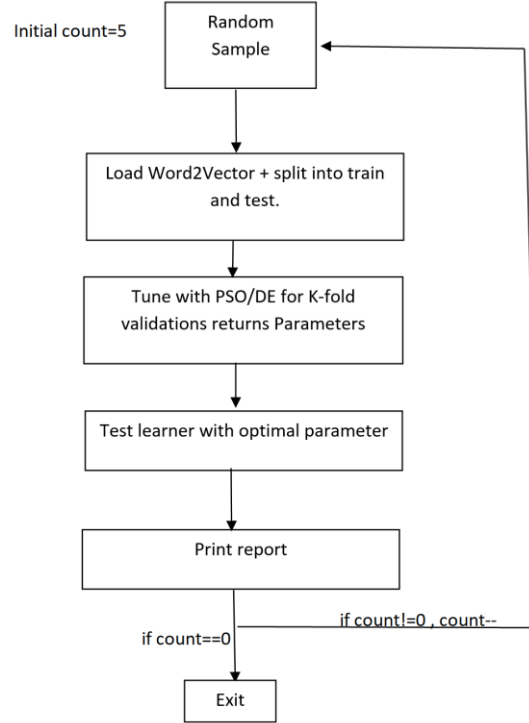 Initial count=5
Random
Sample
Load Word2Vector + split into train
and test.
Tune with PSO/DE for K-fold
validations returns Parameters
Test learner with optimal parameter
Print report
if count!=0 , count--
if count==0
Exit